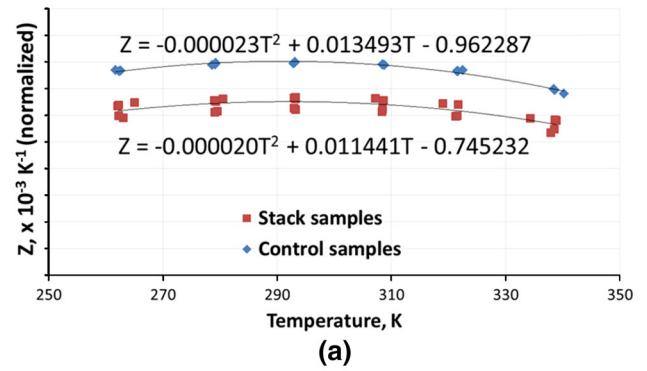 Z = -0.000023T² + 0.013493T - 0.962287
Z = -0.000020T² + 0.011441T - 0.745232
Z, x 10⁻³ K⁻¹ (normalized)
Stack samples
Control samples
250 270 290 310 330 350
Temperature, K
(a)